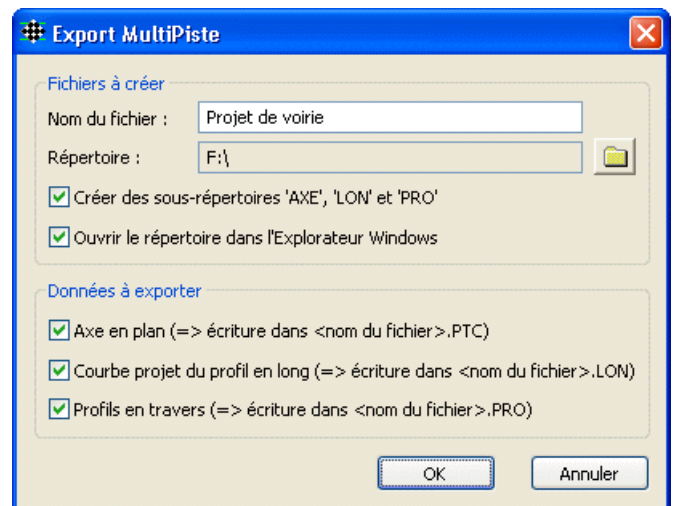 Export MultiPiste
Fichiers à créer
Nom du fichier : Projet de voirie
Répertoire : F:\
Créer des sous-répertoires 'AXE', 'LON' et 'PRO'
Ouvrir le répertoire dans l'Explorateur Windows
Données à exporter
Axe en plan (=> écriture dans <nom du fichier>.PTC)
Courbe projet du profil en long (=> écriture dans <nom du fichier>.LON)
Profils en travers (=> écriture dans <nom du fichier>.PRO)
OK Annuler